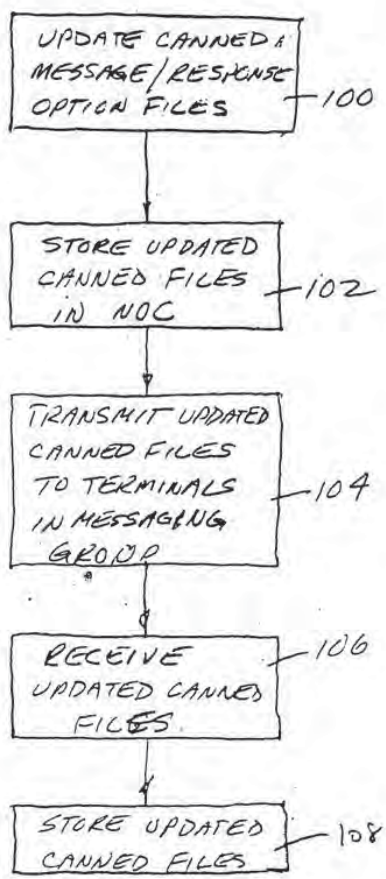 UPDATE CANNED
MESSAGE/RESPONSE
OPTION FILES
100
STORE UPDATED
CANNED FILES
IN NOC
102
TRANSMIT UPDATED
CANNED FILES
TO TERMINALS
IN MESSAGING
GROUP
104
RECEIVE
UPDATED CANNED
FILES.
106
STORE UPDATED
CANNED FILES
108